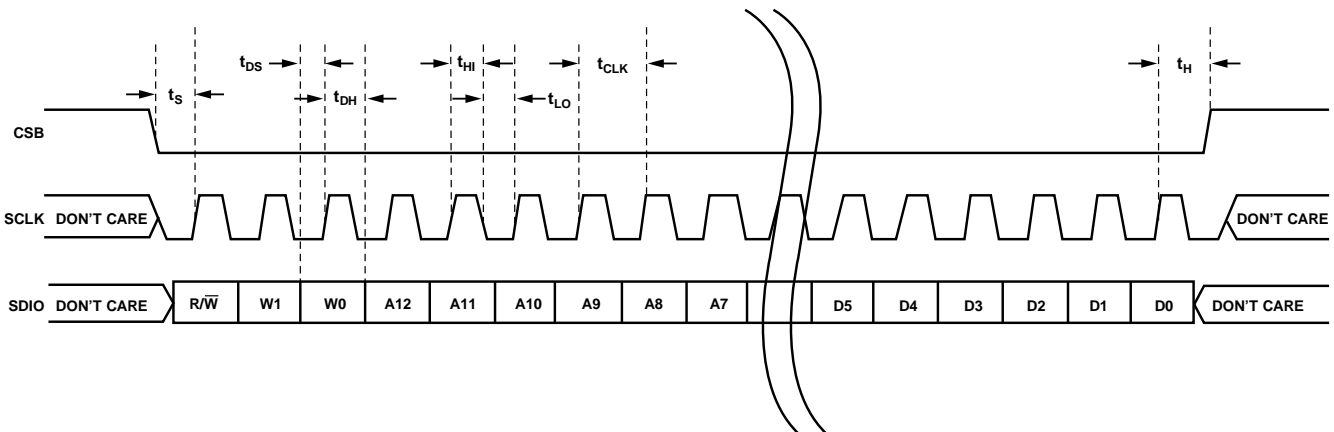 tDS tHI tCLK tH
tS tDH tLO
CSB
SCLK DON'T CARE DON'T CARE
SDIO DON'T CARE R/W̅ W1 W0 A12 A11 A10 A9 A8 A7 D5 D4 D3 D2 D1 D0 DON'T CARE